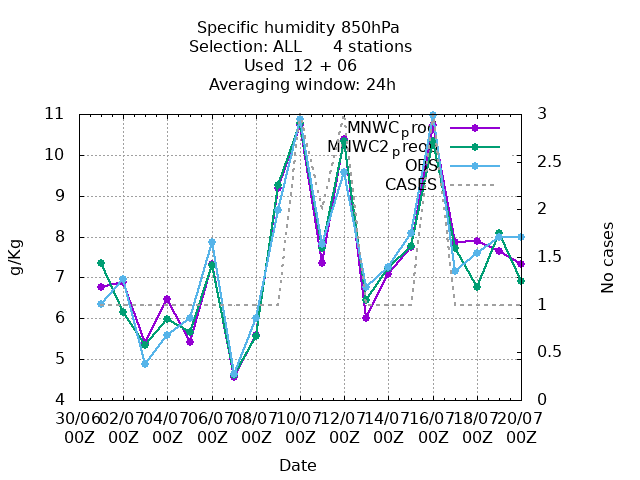 Specific humidity 850hPa
Selection: ALL      4 stations
Used  12 + 06
Averaging window: 24h
11
10
9
8
7
6
5
4
g/Kg
MNWCprod
MNWC2preop
OBS
CASES
3
2.5
2
1.5
1
0.5
0
No cases
30/06 02/07 04/07 06/07 08/07 10/07 12/07 14/07 16/07 18/07 20/07
00Z 00Z 00Z 00Z 00Z 00Z 00Z 00Z 00Z 00Z 00Z
Date